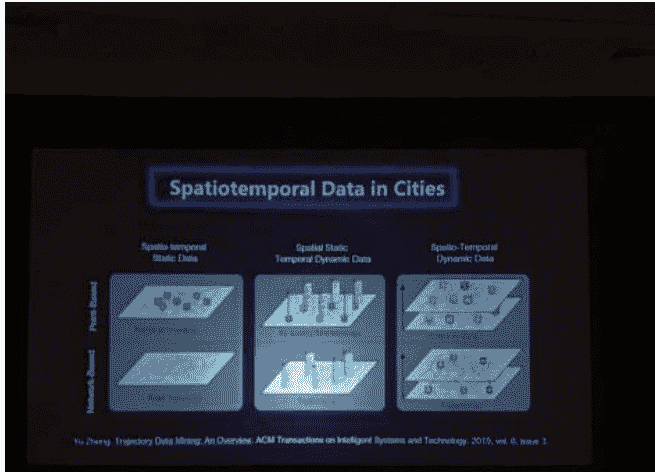 Spatiotemporal Data in Cities
Spatio-temporal
Static Data
Spatial Static
Temporal Dynamic Data
Spatio-Temporal
Dynamic Data
Point-Based
Network-Based
Yu Zheng. Trajectory Data Mining: An Overview. ACM Transactions on Intelligent Systems and Technology. 2015, vol. 6, issue 3.